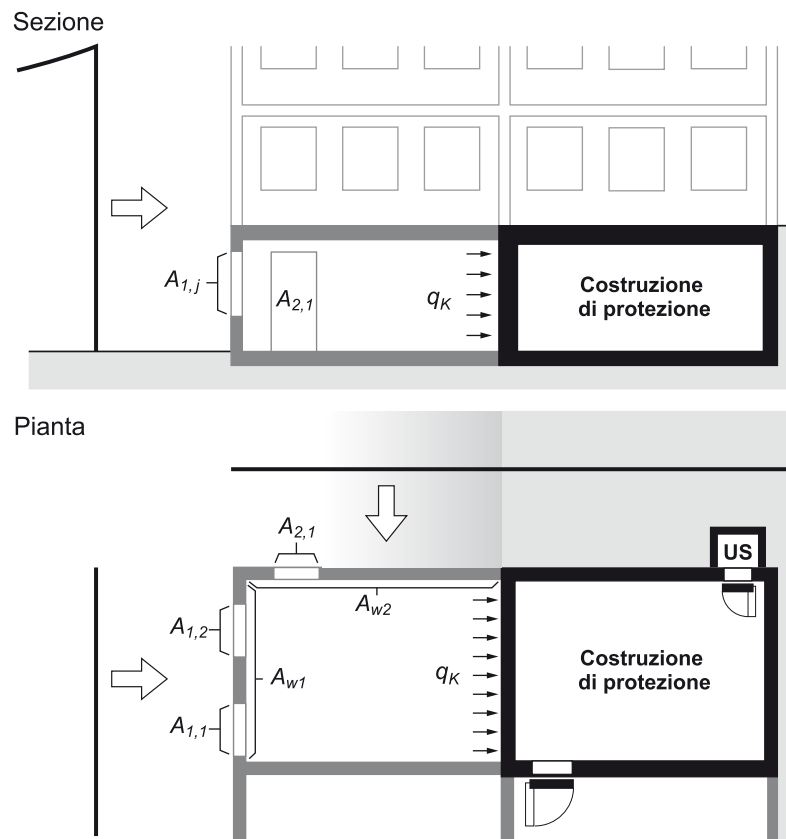 Sezione
A1,j
A2,1
qK
Costruzione
di protezione
Pianta
A2,1
US
Aw2
A1,2
Aw1
qK
Costruzione
di protezione
A1,1